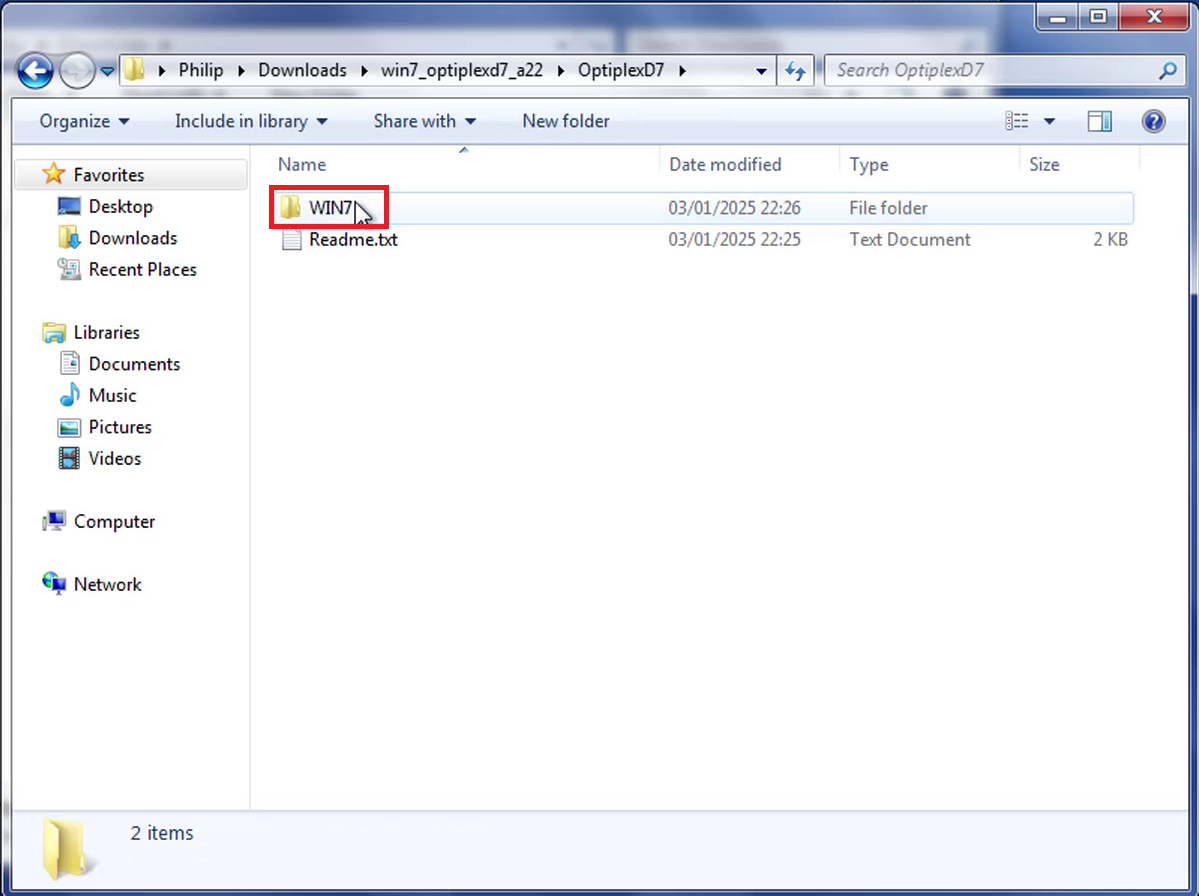 Philip Downloads win7_optiplexd7_a22 OptiplexD7 Search OptiplexD7
Organize Include in library Share with New folder
Name Date modified Type Size
WIN7 03/01/2025 22:26 File folder
Readme.txt 03/01/2025 22:25 Text Document 2 KB
Favorites
Desktop
Downloads
Recent Places
Libraries
Documents
Music
Pictures
Videos
Computer
Network
2 items